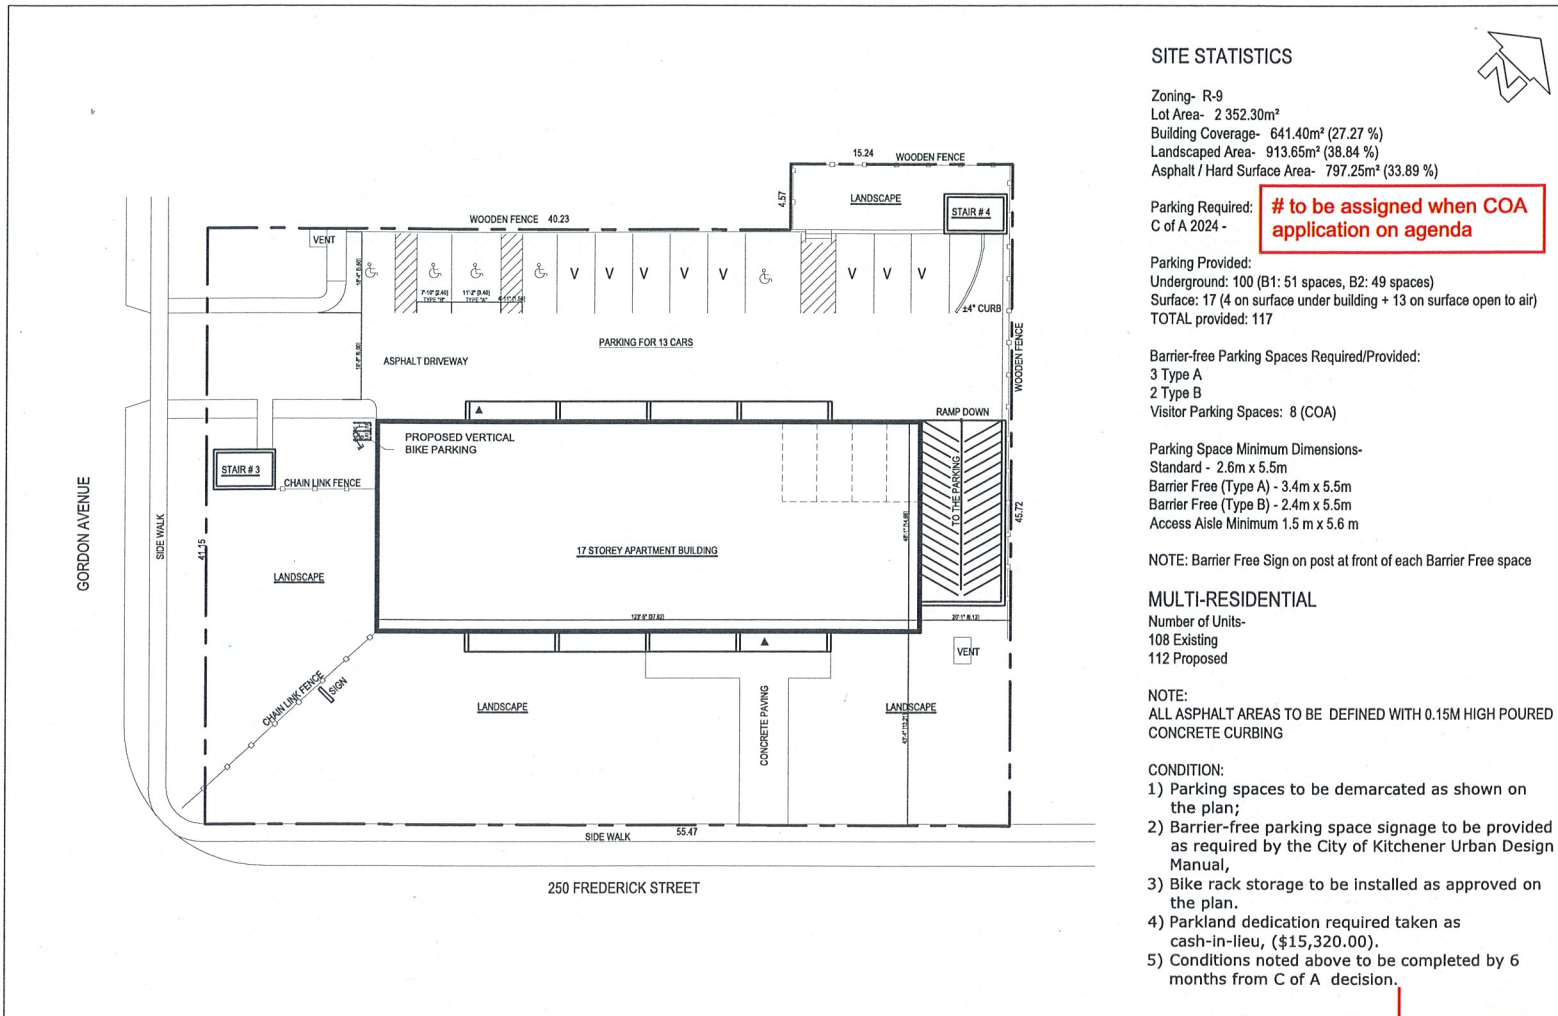 SITE STATISTICS
N
Zoning- R-9
Lot Area- 2 352.30m²
Building Coverage- 641.40m² (27.27 %)
Landscaped Area- 913.65m² (38.84 %)
Asphalt / Hard Surface Area- 797.25m² (33.89 %)
Parking Required:
C of A 2024 -
# to be assigned when COA
application on agenda
Parking Provided:
Underground: 100 (B1: 51 spaces, B2: 49 spaces)
Surface: 17 (4 on surface under building + 13 on surface open to air)
TOTAL provided: 117
Barrier-free Parking Spaces Required/Provided:
3 Type A
2 Type B
Visitor Parking Spaces: 8 (COA)
Parking Space Minimum Dimensions-
Standard - 2.6m x 5.5m
Barrier Free (Type A) - 3.4m x 5.5m
Barrier Free (Type B) - 2.4m x 5.5m
Access Aisle Minimum 1.5 m x 5.6 m
NOTE: Barrier Free Sign on post at front of each Barrier Free space
MULTI-RESIDENTIAL
Number of Units-
108 Existing
112 Proposed
NOTE:
ALL ASPHALT AREAS TO BE DEFINED WITH 0.15M HIGH POURED
CONCRETE CURBING
CONDITION:
1) Parking spaces to be demarcated as shown on
the plan;
2) Barrier-free parking space signage to be provided
as required by the City of Kitchener Urban Design
Manual,
3) Bike rack storage to be installed as approved on
the plan.
4) Parkland dedication required taken as
cash-in-lieu, ($15,320.00).
5) Conditions noted above to be completed by 6
months from C of A decision.
15.24
WOODEN FENCE
4.57
LANDSCAPE
STAIR # 4
WOODEN FENCE 40.23
VENT
V V V V V V V V
7'-10" [2.40]
TYPE "B"
11'-2" [3.40]
TYPE "A"
±4" CURB
PARKING FOR 13 CARS
ASPHALT DRIVEWAY
WOODEN FENCE
RAMP DOWN
PROPOSED VERTICAL
BIKE PARKING
STAIR # 3
CHAIN LINK FENCE
TO THE PARKING
45.72
GORDON AVENUE
SIDE WALK
41.15
17 STOREY APARTMENT BUILDING
LANDSCAPE
20'-1" [6.12]
VENT
CHAIN LINK FENCE
SIGN
LANDSCAPE
CONCRETE PAVING
LANDSCAPE
SIDE WALK
55.47
250 FREDERICK STREET